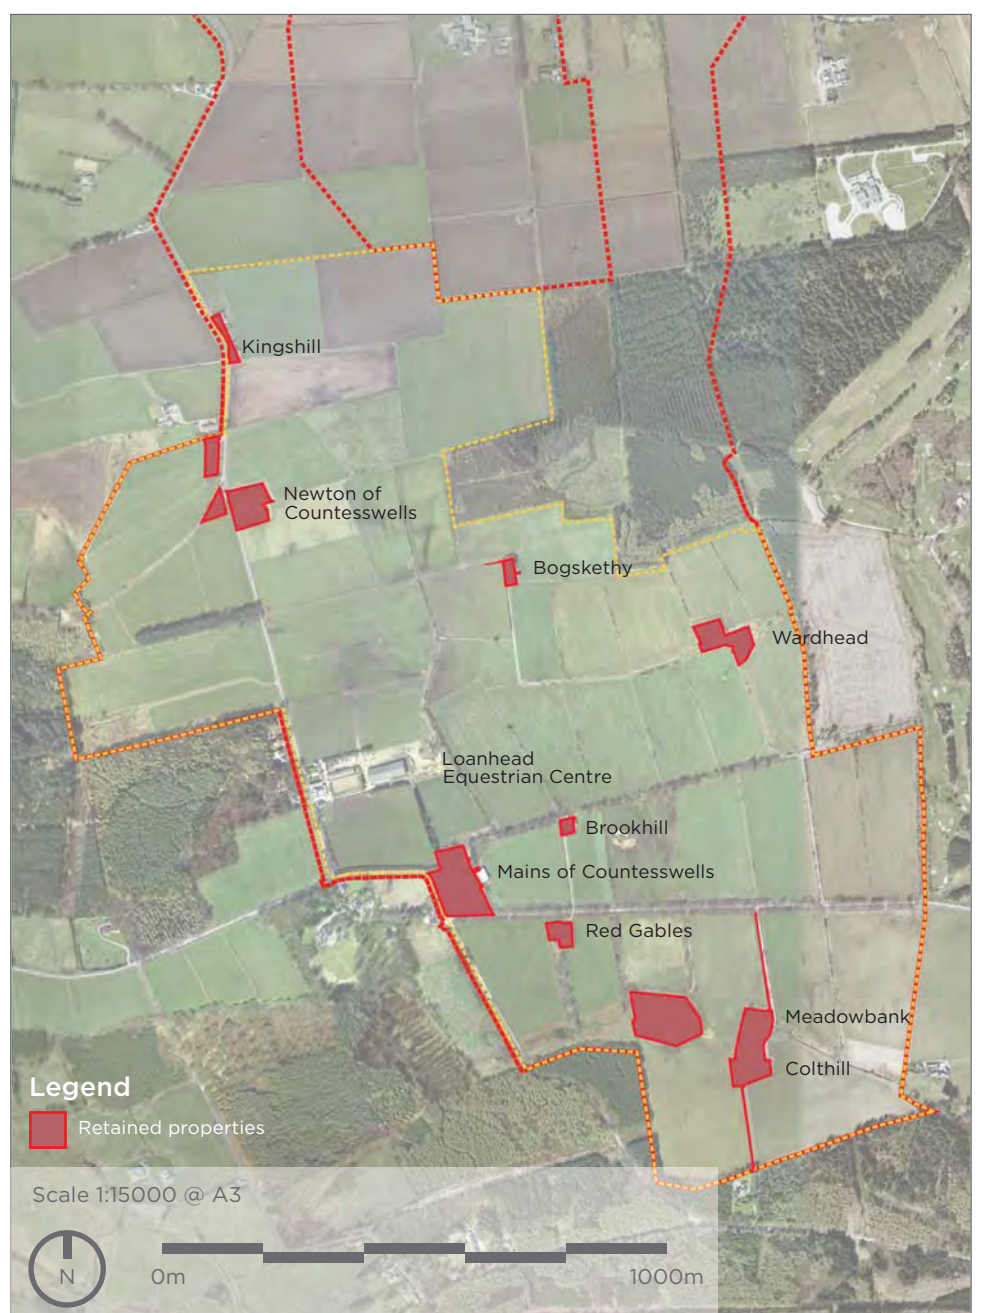 Kingshill
Newton of
Countesswells
Bogskethy
Wardhead
Loanhead
Equestrian Centre
Brookhill
Mains of Countesswells
Red Gables
Meadowbank
Colthill
Legend
Retained properties
Scale 1:15000 @ A3
N
0m
1000m